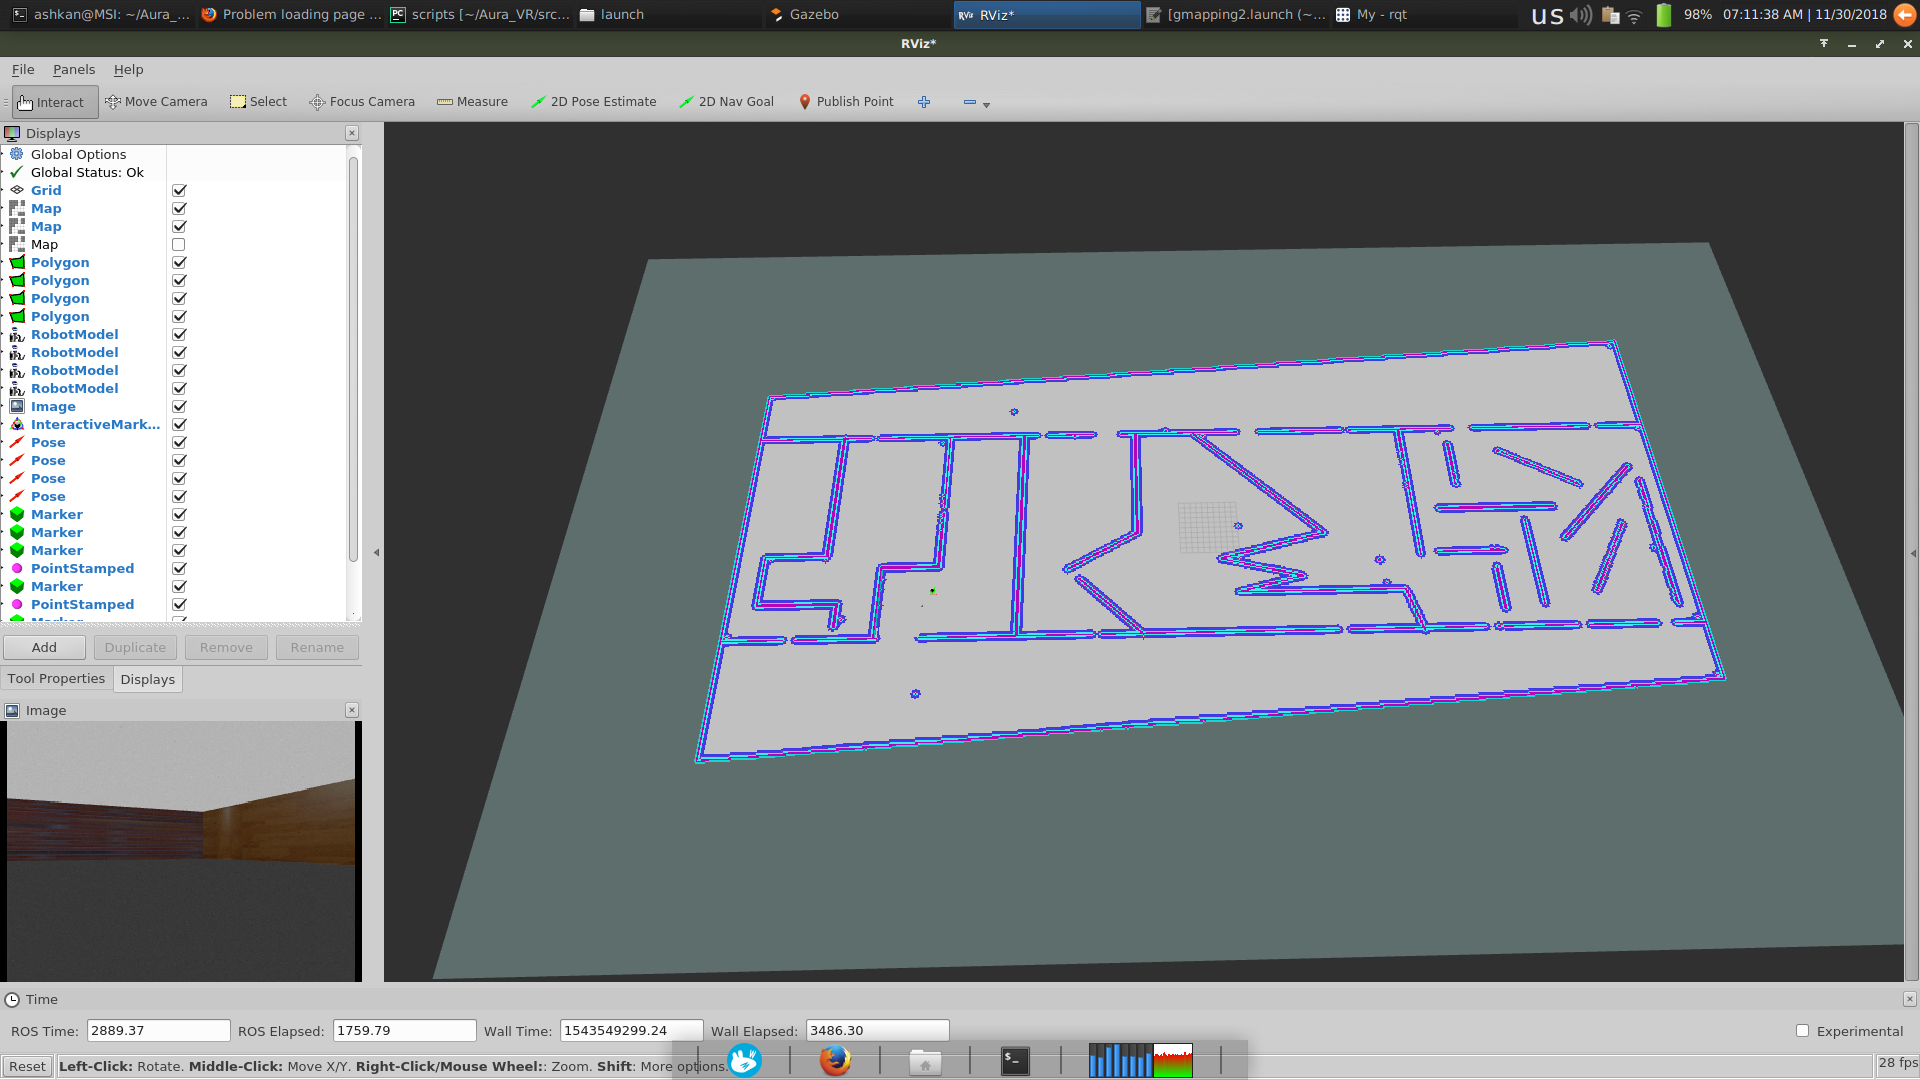 ashkan@MSI: ~/Aura_...
Problem loading page ...
scripts [~/Aura_VR/src...
launch
Gazebo
RViz*
[gmapping2.launch (~...
My - rqt
us
98%
07:11:38 AM | 11/30/2018
RViz*
File Panels Help
Interact Move Camera Select Focus Camera Measure 2D Pose Estimate 2D Nav Goal Publish Point
Displays
Global Options
Global Status: Ok
Grid
Map
Map
Map
Polygon
Polygon
Polygon
Polygon
RobotModel
RobotModel
RobotModel
RobotModel
Image
InteractiveMark...
Pose
Pose
Pose
Pose
Marker
Marker
Marker
PointStamped
Marker
PointStamped
Add Duplicate Remove Rename
Tool Properties Displays
Image
Time
ROS Time: 2889.37 ROS Elapsed: 1759.79 Wall Time: 1543549299.24 Wall Elapsed: 3486.30 Experimental
Reset Left-Click: Rotate. Middle-Click: Move X/Y. Right-Click/Mouse Wheel:: Zoom. Shift: More options. 28 fps